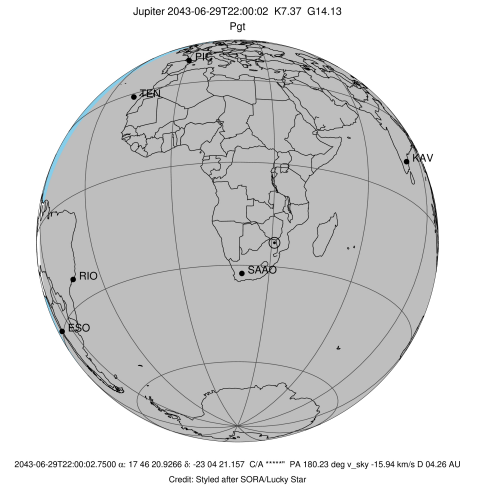 Jupiter 2043-06-29T22:00:02 K7.37 G14.13
Pgt
PIC
TEN
KAV
SAAO
RIO
ESO
2043-06-29T22:00:02.7500 α: 17 46 20.9266 δ: -23 04 21.157 C/A *****" PA 180.23 deg v_sky -15.94 km/s D 04.26 AU
Credit: Styled after SORA/Lucky Star